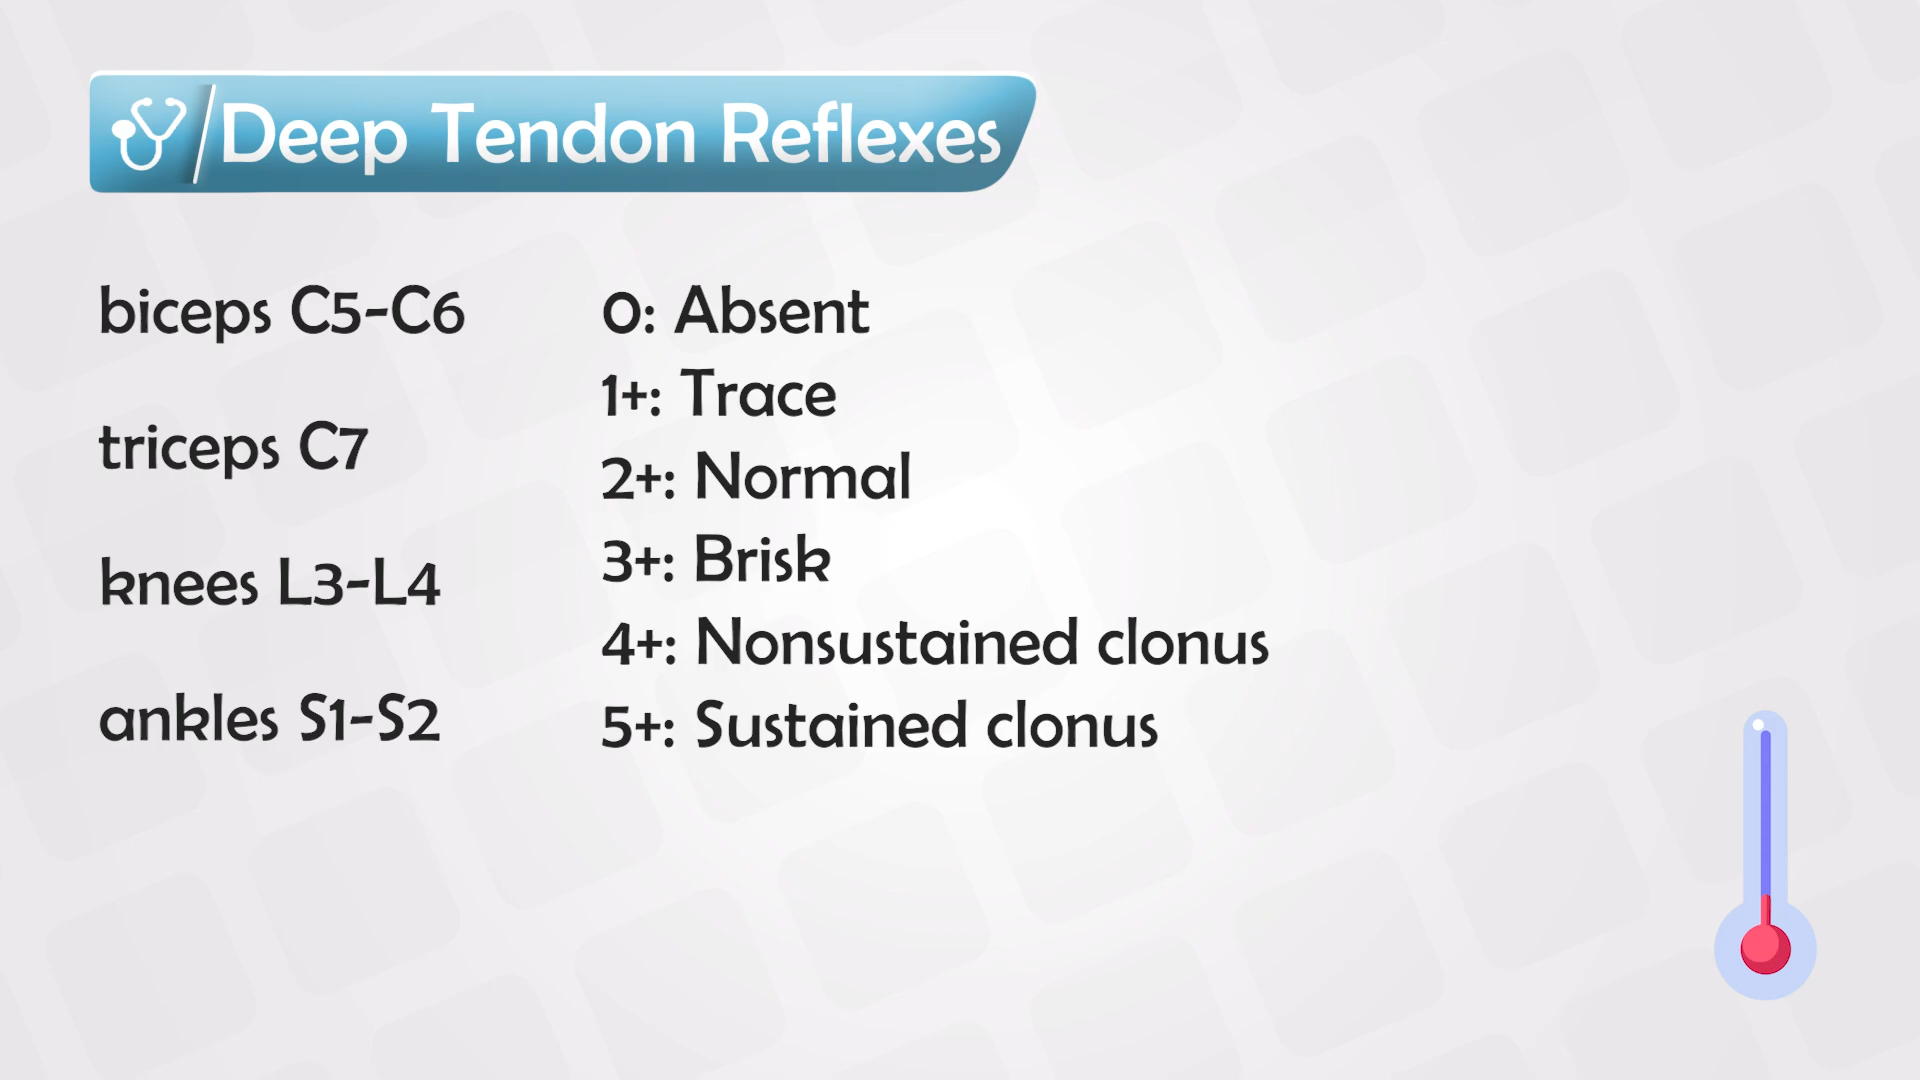 Deep Tendon Reflexes
biceps C5-C6
triceps C7
knees L3-L4
ankles S1-S2
0: Absent
1+: Trace
2+: Normal
3+: Brisk
4+: Nonsustained clonus
5+: Sustained clonus